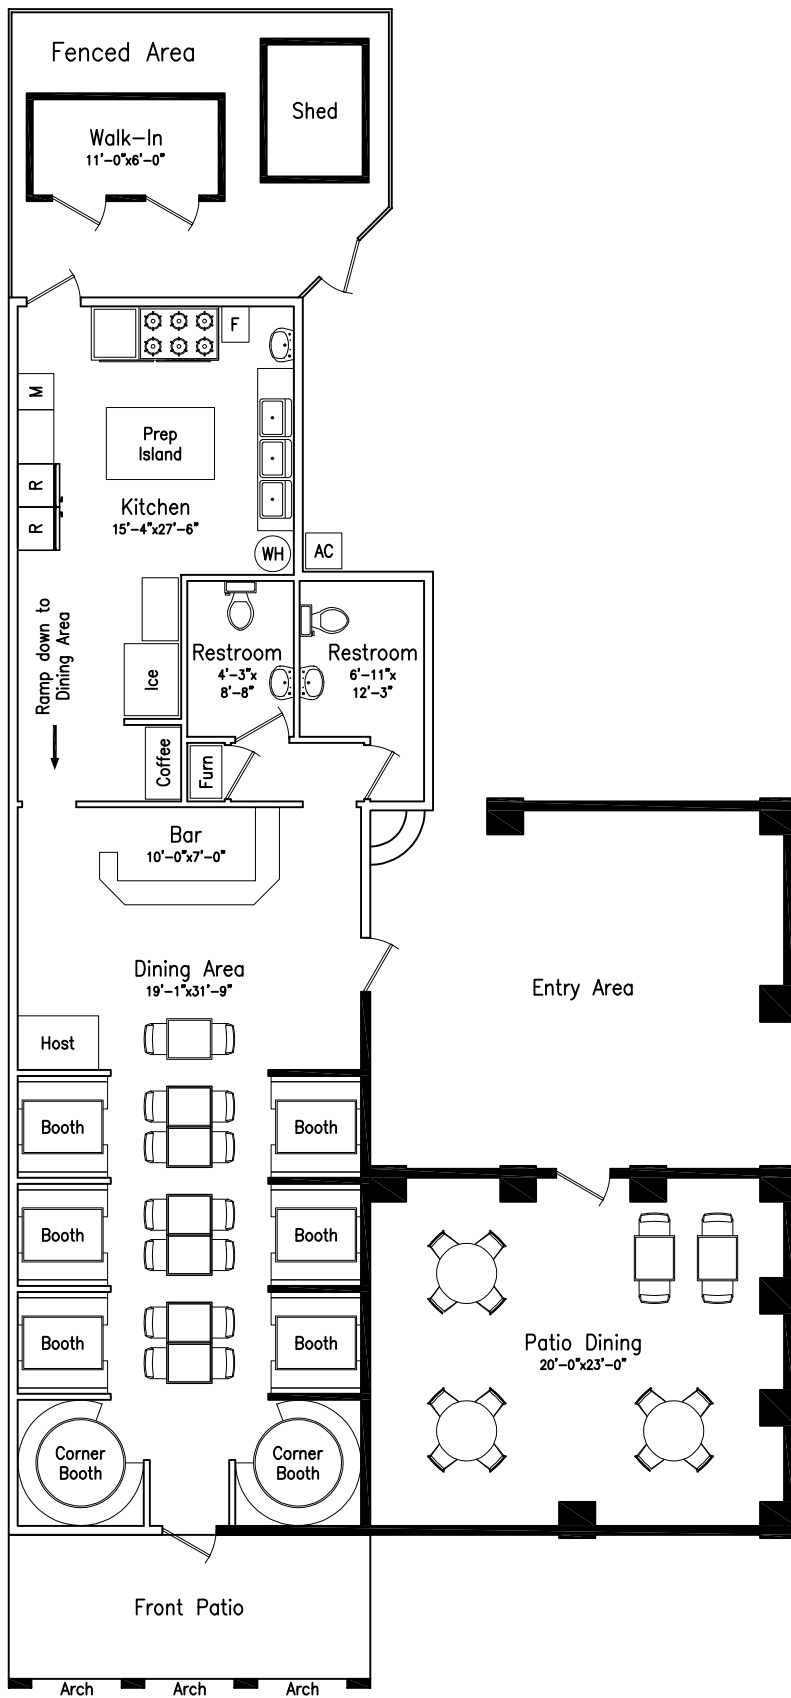 Fenced Area
Shed
Walk-In
11'-0"x6'-0"
F
M
Prep
Island
R
Kitchen
15'-4"x27'-6"
R
WH
AC
Ramp down to
Dining Area
Restroom
4'-3"x
8'-8"
Restroom
6'-11"x
12'-3"
Ice
Coffee
Furn
Bar
10'-0"x7'-0"
Dining Area
19'-1"x31'-9"
Entry Area
Host
Booth
Booth
Booth
Booth
Booth
Booth
Patio Dining
20'-0"x23'-0"
Corner
Booth
Corner
Booth
Front Patio
Arch
Arch
Arch